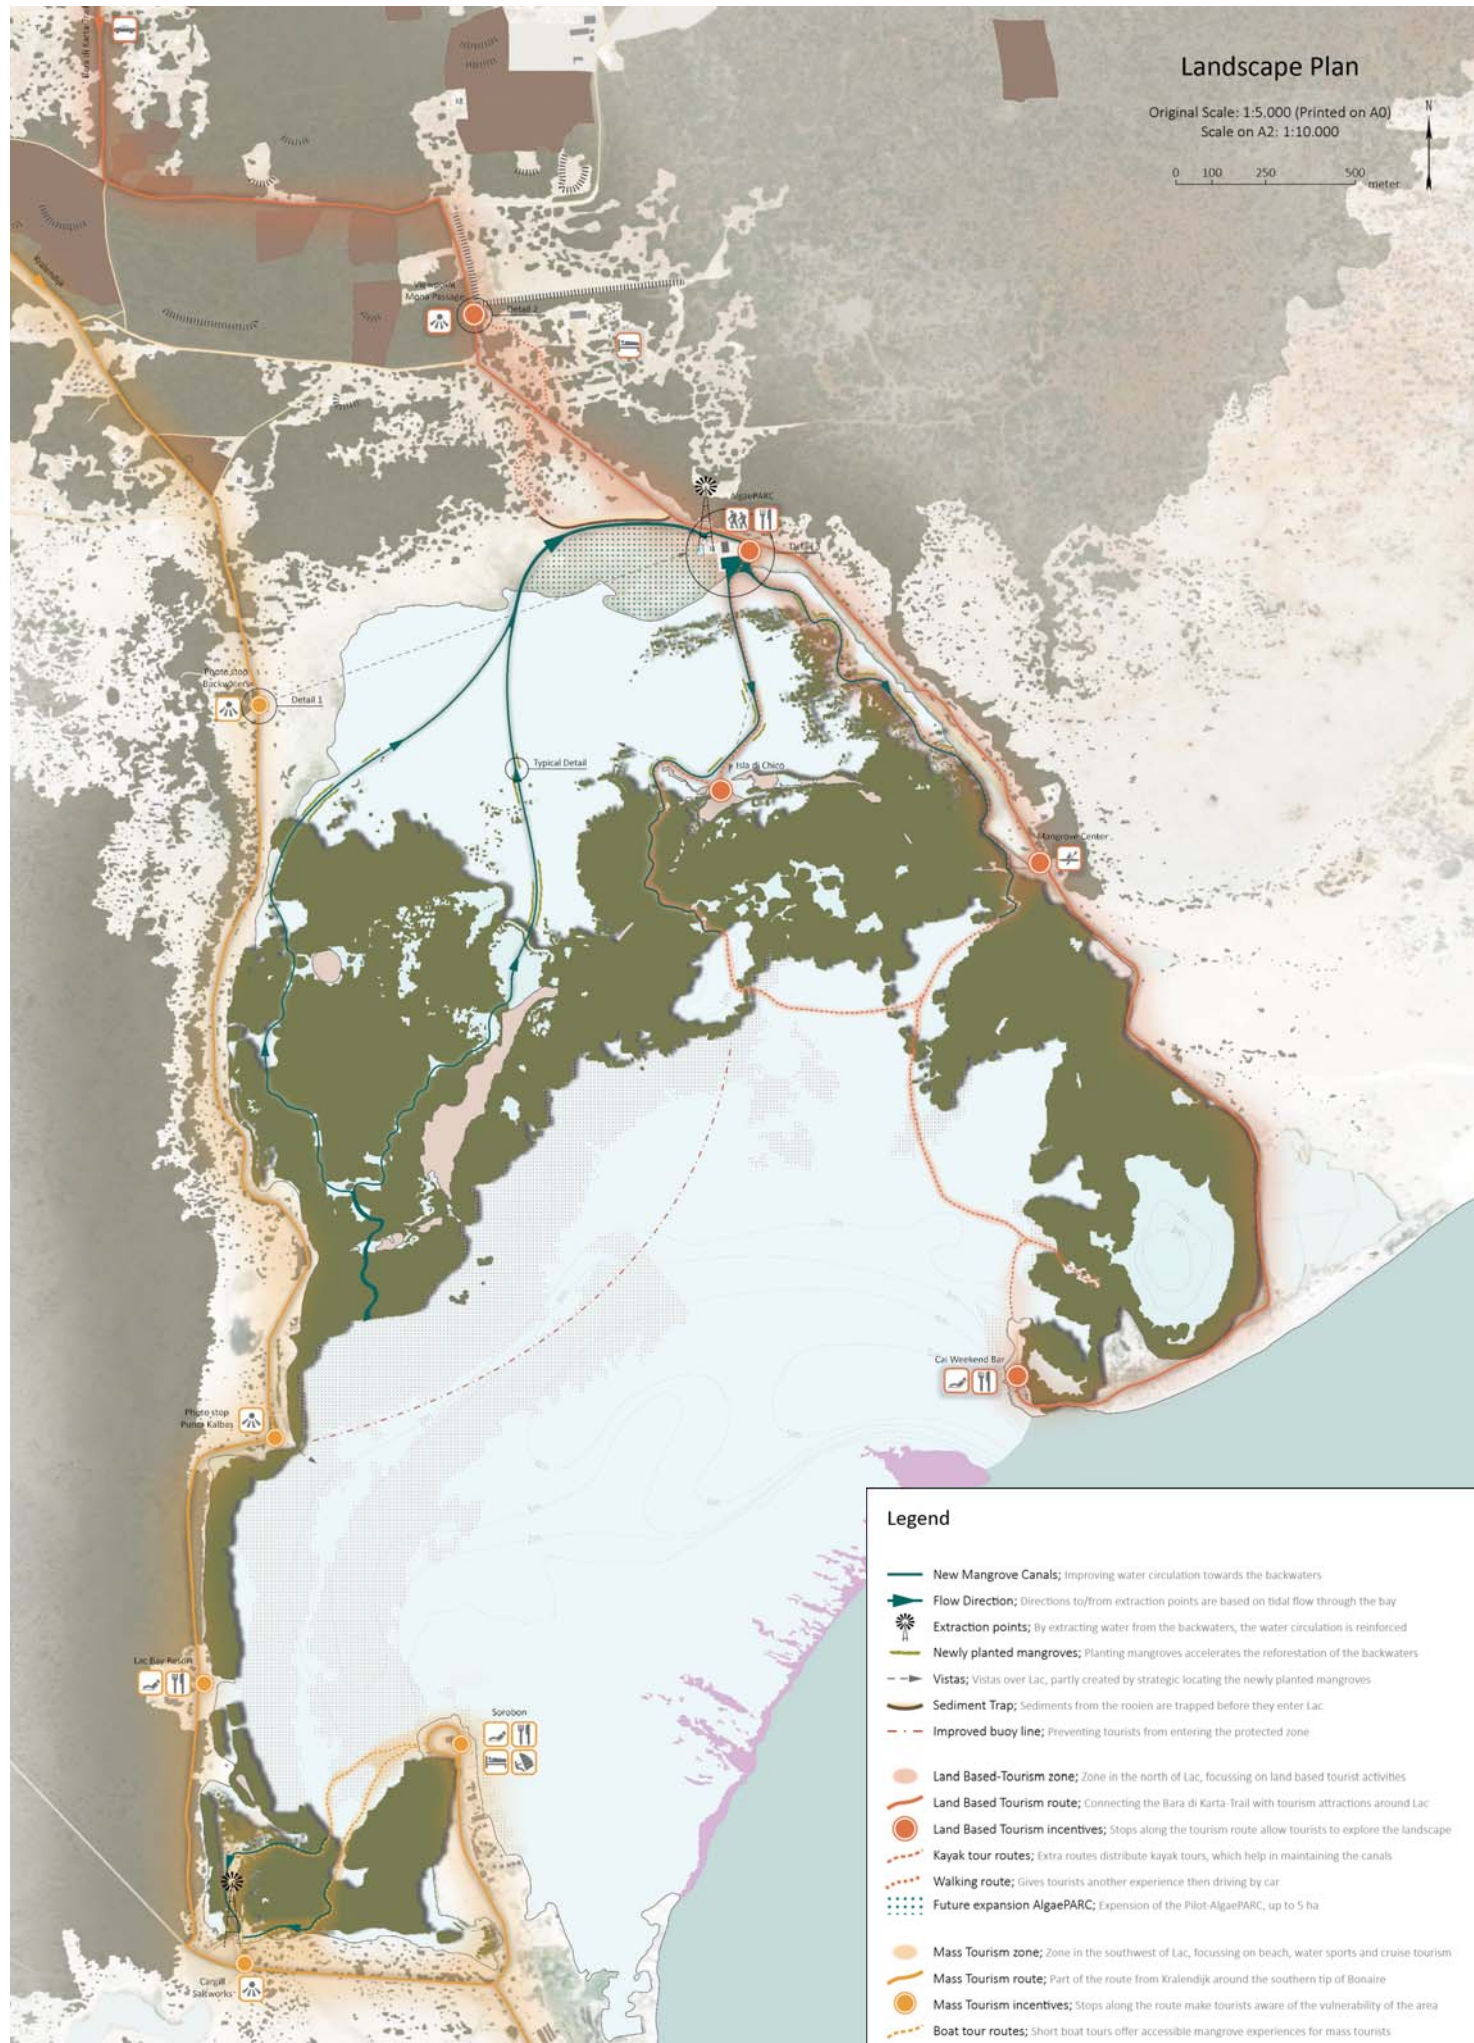 Landscape Plan
Original Scale: 1:5.000 (Printed on A0)
Scale on A2: 1:10.000
N
0 100 250 500
meter
Kralendijk
Viewpoint
Mona Passage
Detail 2
AlgaePARC
Photo stop
Backwaters
Detail 1
Typical Detail
Isla di Chico
Mangrove Center
Cai Weekend Bar
Photo stop
Punta Kalbas
Lac Bay Resort
Sorobon
Cargill
Saltworks
Legend
New Mangrove Canals; Improving water circulation towards the backwaters
Flow Direction; Directions to/from extraction points are based on tidal flow through the bay
Extraction points; By extracting water from the backwaters, the water circulation is reinforced
Newly planted mangroves; Planting mangroves accelerates the reforestation of the backwaters
Vistas; Vistas over Lac, partly created by strategic locating the newly planted mangroves
Sediment Trap; Sediments from the rooien are trapped before they enter Lac
Improved buoy line; Preventing tourists from entering the protected zone
Land Based-Tourism zone; Zone in the north of Lac, focussing on land based tourist activities
Land Based Tourism route; Connecting the Bara di Karta-Trail with tourism attractions around Lac
Land Based Tourism incentives; Stops along the tourism route allow tourists to explore the landscape
Kayak tour routes; Extra routes distribute kayak tours, which help in maintaining the canals
Walking route; Gives tourists another experience then driving by car
Future expansion AlgaePARC; Expension of the Pilot-AlgaePARC, up to 5 ha
Mass Tourism zone; Zone in the southwest of Lac, focussing on beach, water sports and cruise tourism
Mass Tourism route; Part of the route from Kralendijk around the southern tip of Bonaire
Mass Tourism incentives; Stops along the route make tourists aware of the vulnerability of the area
Boat tour routes; Short boat tours offer accessible mangrove experiences for mass tourists